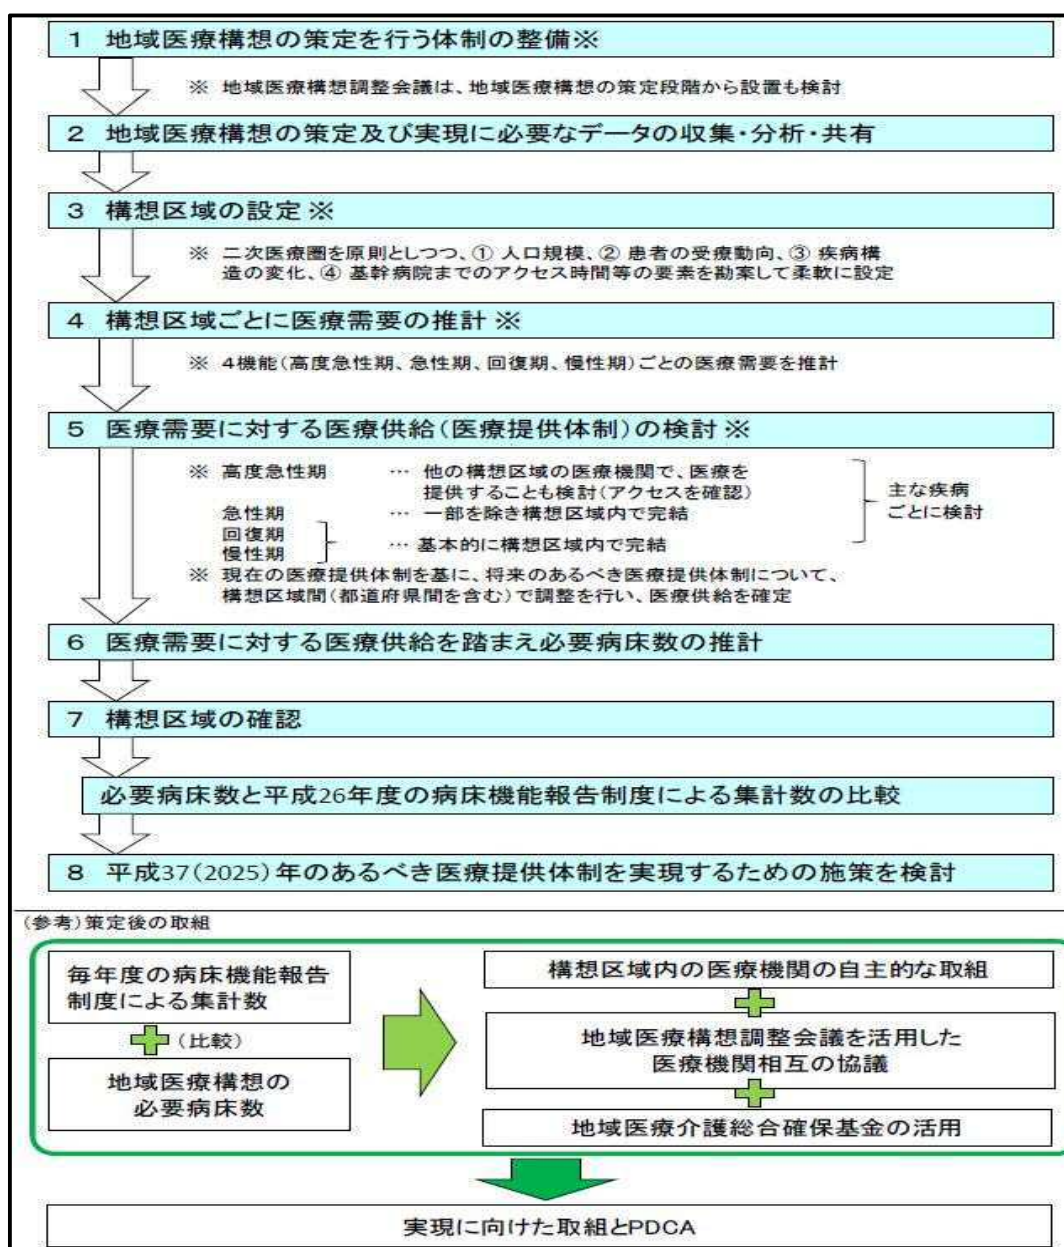 1 地域医療構想の策定を行う体制の整備※
※ 地域医療構想調整会議は、地域医療構想の策定段階から設置も検討
2 地域医療構想の策定及び実現に必要なデータの収集・分析・共有
3 構想区域の設定※
※ 二次医療圏を原則としつつ、① 人口規模、② 患者の受療動向、③ 疾病構
造の変化、④ 基幹病院までのアクセス時間等の要素を勘案して柔軟に設定
4 構想区域ごとに医療需要の推計※
※ 4機能(高度急性期、急性期、回復期、慢性期)ごとの医療需要を推計
5 医療需要に対する医療供給(医療提供体制)の検討※
※ 高度急性期 … 他の構想区域の医療機関で、医療を
提供することも検討(アクセスを確認)
急性期 … 一部を除き構想区域内で完結
回復期
慢性期 … 基本的に構想区域内で完結
主な疾病
ごとに検討
※ 現在の医療提供体制を基に、将来のあるべき医療提供体制について、
構想区域間(都道府県間を含む)で調整を行い、医療供給を確定
6 医療需要に対する医療供給を踏まえ必要病床数の推計
7 構想区域の確認
必要病床数と平成26年度の病床機能報告制度による集計数の比較
8 平成37(2025)年のあるべき医療提供体制を実現するための施策を検討
(参考)策定後の取組
毎年度の病床機能報告
制度による集計数
(比較)
地域医療構想の
必要病床数
構想区域内の医療機関の自主的な取組
地域医療構想調整会議を活用した
医療機関相互の協議
地域医療介護総合確保基金の活用
実現に向けた取組とPDCA